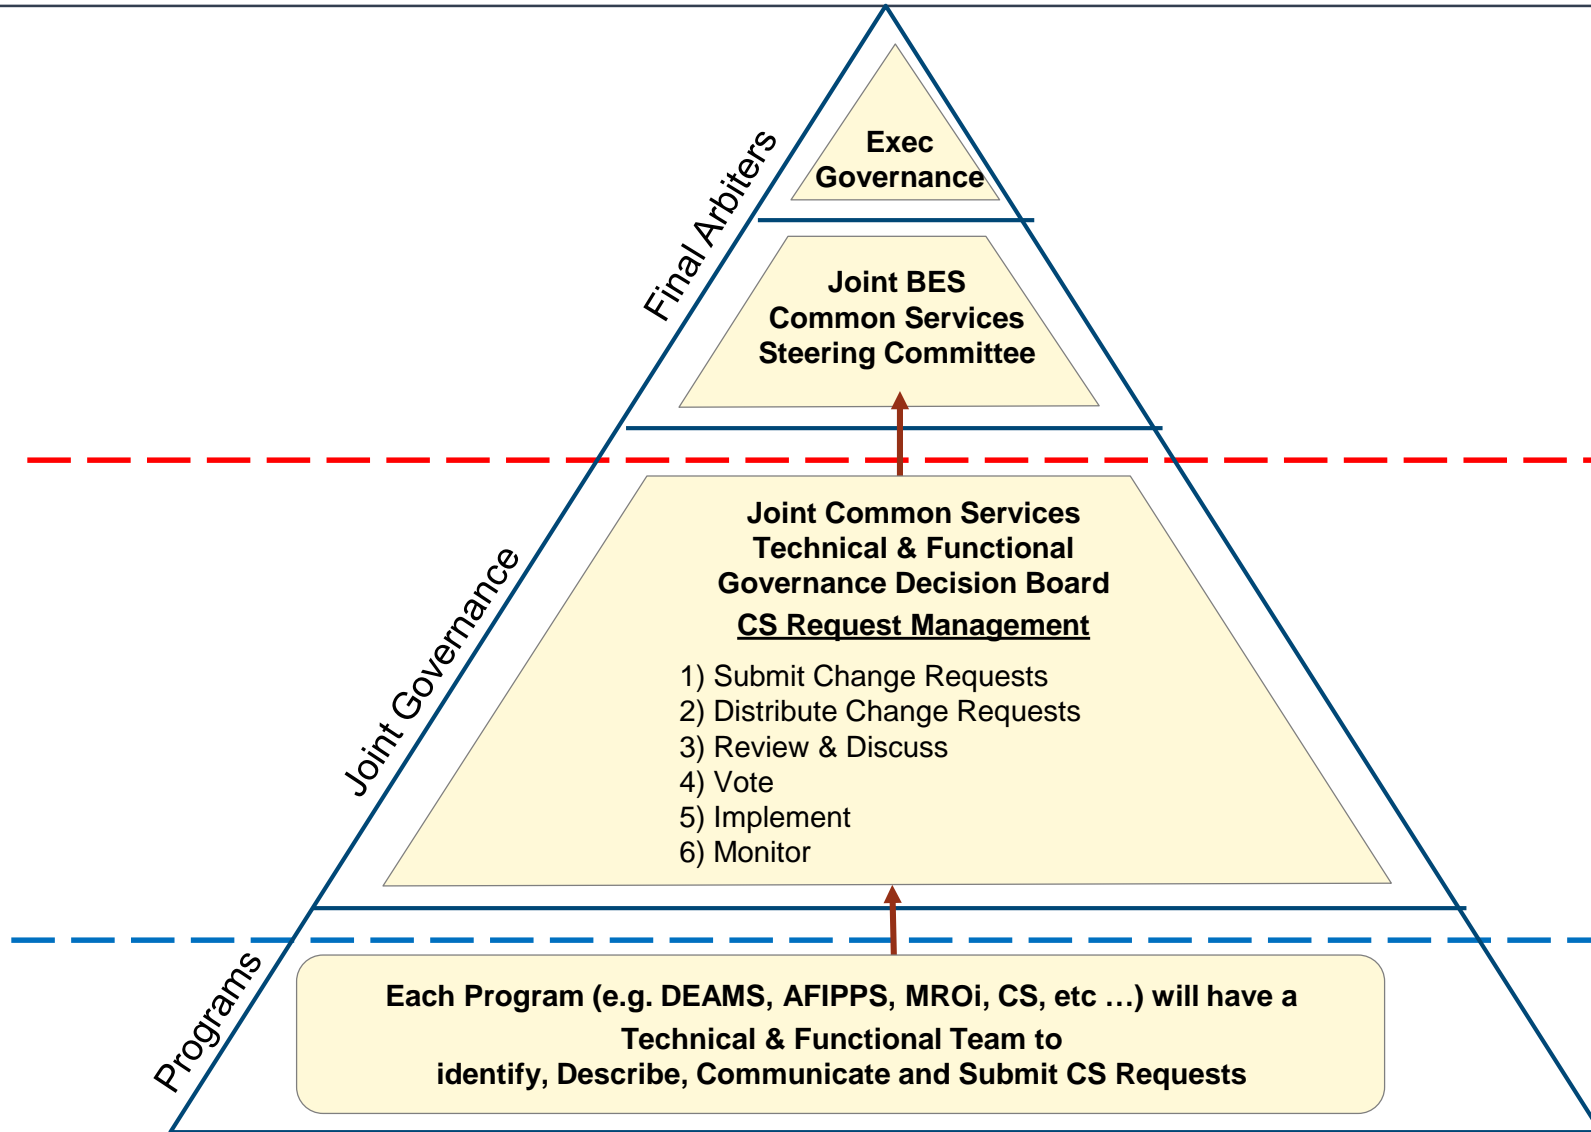 Final Arbiters
Exec
Governance
Joint BES
Common Services
Steering Committee
Joint Governance
Joint Common Services
Technical & Functional
Governance Decision Board
CS Request Management
1) Submit Change Requests
2) Distribute Change Requests
3) Review & Discuss
4) Vote
5) Implement
6) Monitor
Programs
Each Program (e.g. DEAMS, AFIPPS, MROi, CS, etc …) will have a
Technical & Functional Team to
identify, Describe, Communicate and Submit CS Requests